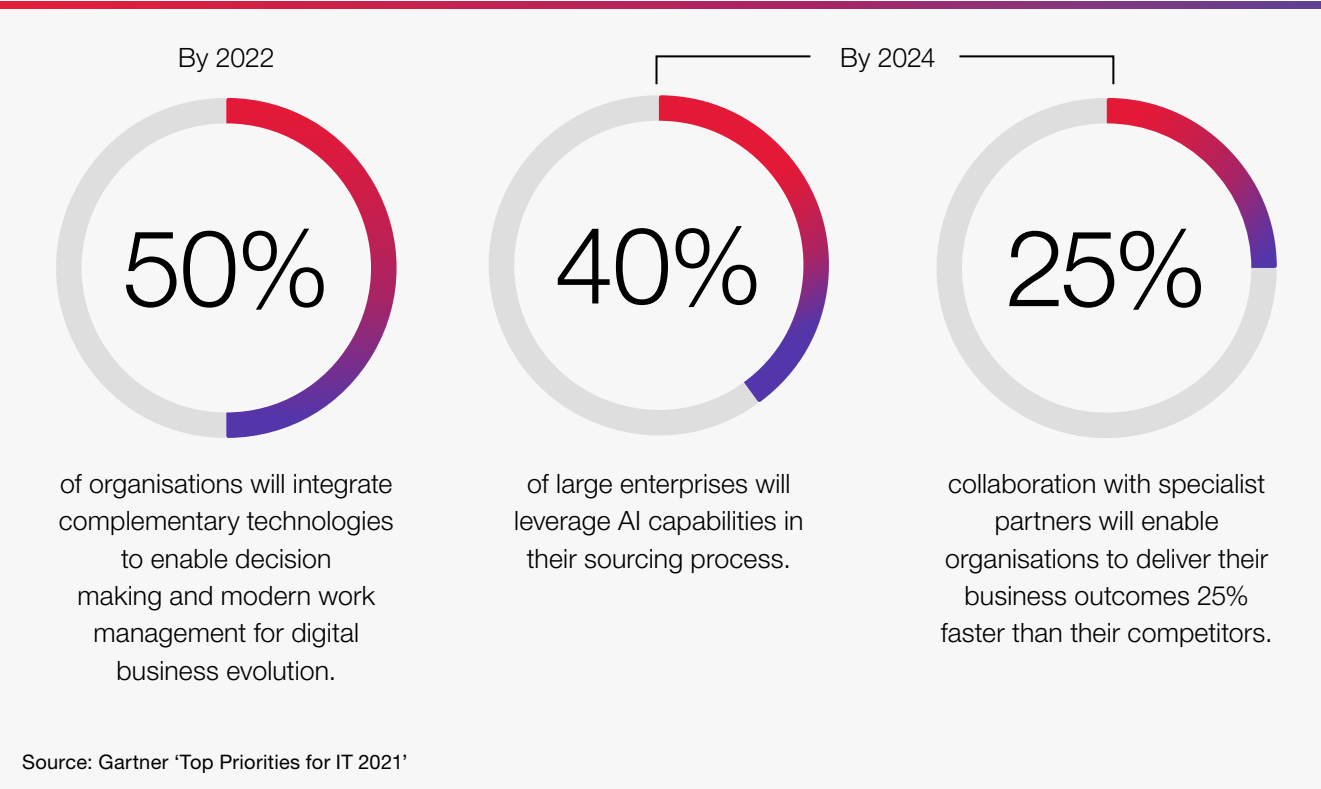 By 2022
50%
of organisations will integrate
complementary technologies
to enable decision
making and modern work
management for digital
business evolution.
By 2024
40%
of large enterprises will
leverage AI capabilities in
their sourcing process.
25%
collaboration with specialist
partners will enable
organisations to deliver their
business outcomes 25%
faster than their competitors.
Source: Gartner ‘Top Priorities for IT 2021’